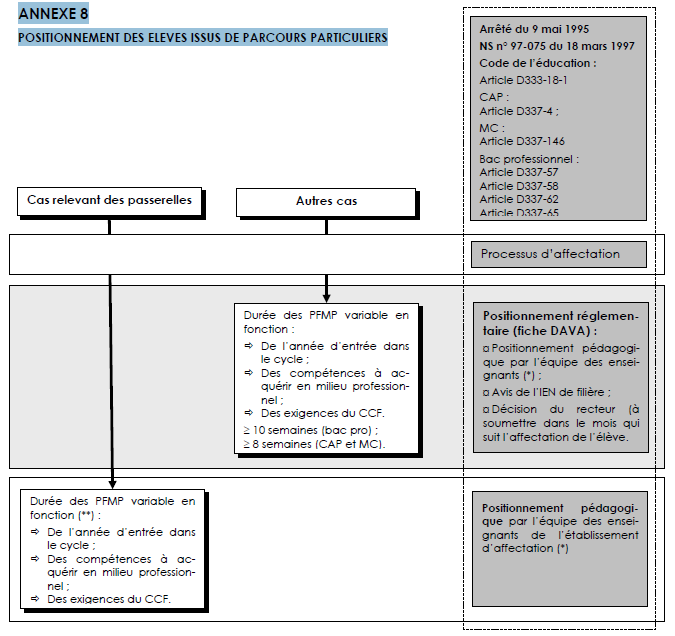 ANNEXE 8
POSITIONNEMENT DES ELEVES ISSUS DE PARCOURS PARTICULIERS
Arrêté du 9 mai 1995
NS n° 97-075 du 18 mars 1997
Code de l'éducation :
Article D333-18-1
CAP :
Article D337-4 ;
MC :
Article D337-146
Bac professionnel :
Article D337-57
Article D337-58
Article D337-62
Article D337-65
Cas relevant des passerelles
Autres cas
Processus d'affectation
Durée des PFMP variable en
fonction :
⇨ De l'année d'entrée dans
le cycle ;
⇨ Des compétences à ac-
quérir en milieu profession-
nel ;
⇨ Des exigences du CCF.
≥ 10 semaines (bac pro) ;
≥ 8 semaines (CAP et MC).
Positionnement réglemen-
taire (fiche DAVA) :
¤ Positionnement pédagogi-
que par l'équipe des ensei-
gnants (*) ;
¤ Avis de l'IEN de filière ;
¤ Décision du recteur (à
soumettre dans le mois qui
suit l'affectation de l'élève.
Durée des PFMP variable en
fonction (**) :
⇨ De l'année d'entrée dans
le cycle ;
⇨ Des compétences à ac-
quérir en milieu profession-
nel ;
⇨ Des exigences du CCF.
Positionnement pédagogi-
que par l'équipe des ensei-
gnants de l'établissement
d'affectation (*)